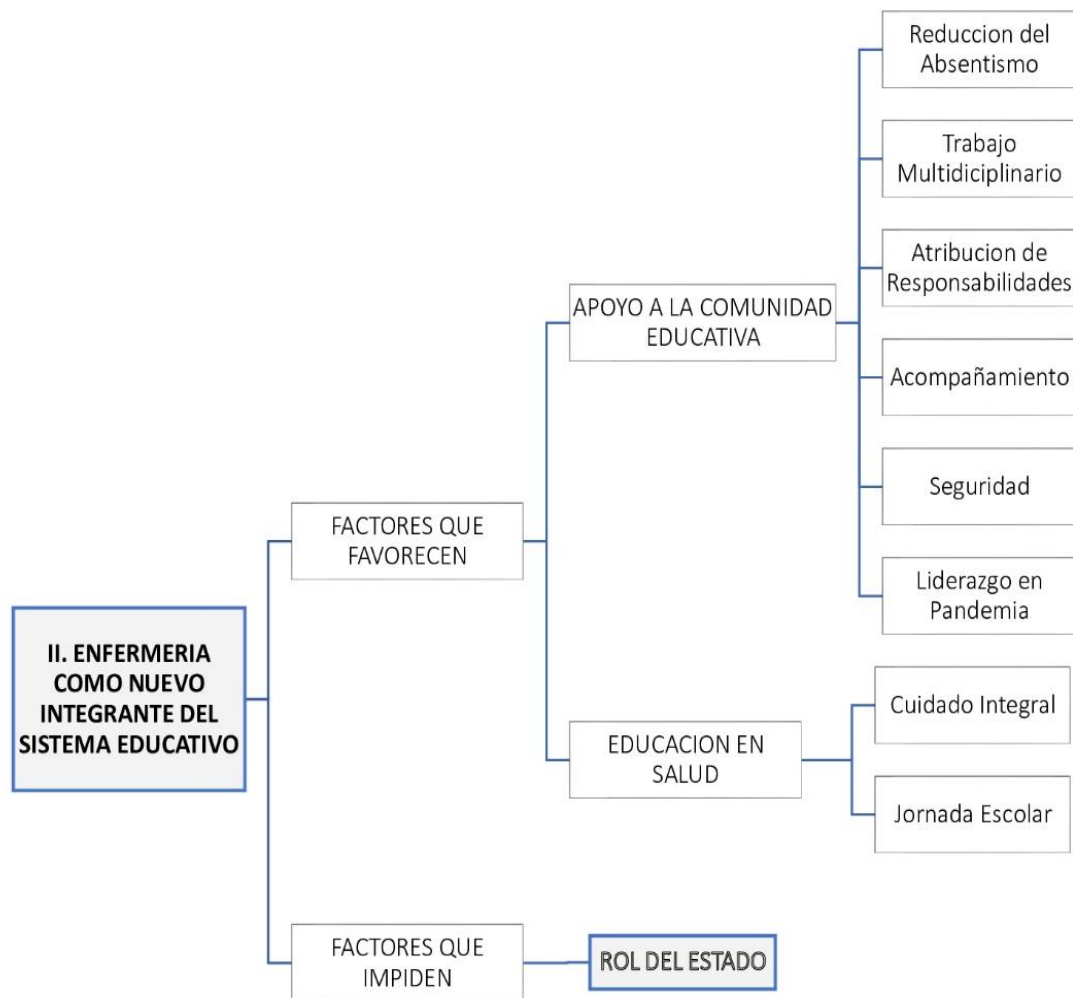 Reduccion del
Absentismo
Trabajo
Multidiciplinario
Atribucion de
Responsabilidades
APOYO A LA COMUNIDAD
EDUCATIVA
Acompañamiento
Seguridad
FACTORES QUE
FAVORECEN
Liderazgo en
Pandemia
II. ENFERMERIA
COMO NUEVO
INTEGRANTE DEL
SISTEMA EDUCATIVO
Cuidado Integral
EDUCACION EN
SALUD
Jornada Escolar
FACTORES QUE
IMPIDEN
ROL DEL ESTADO